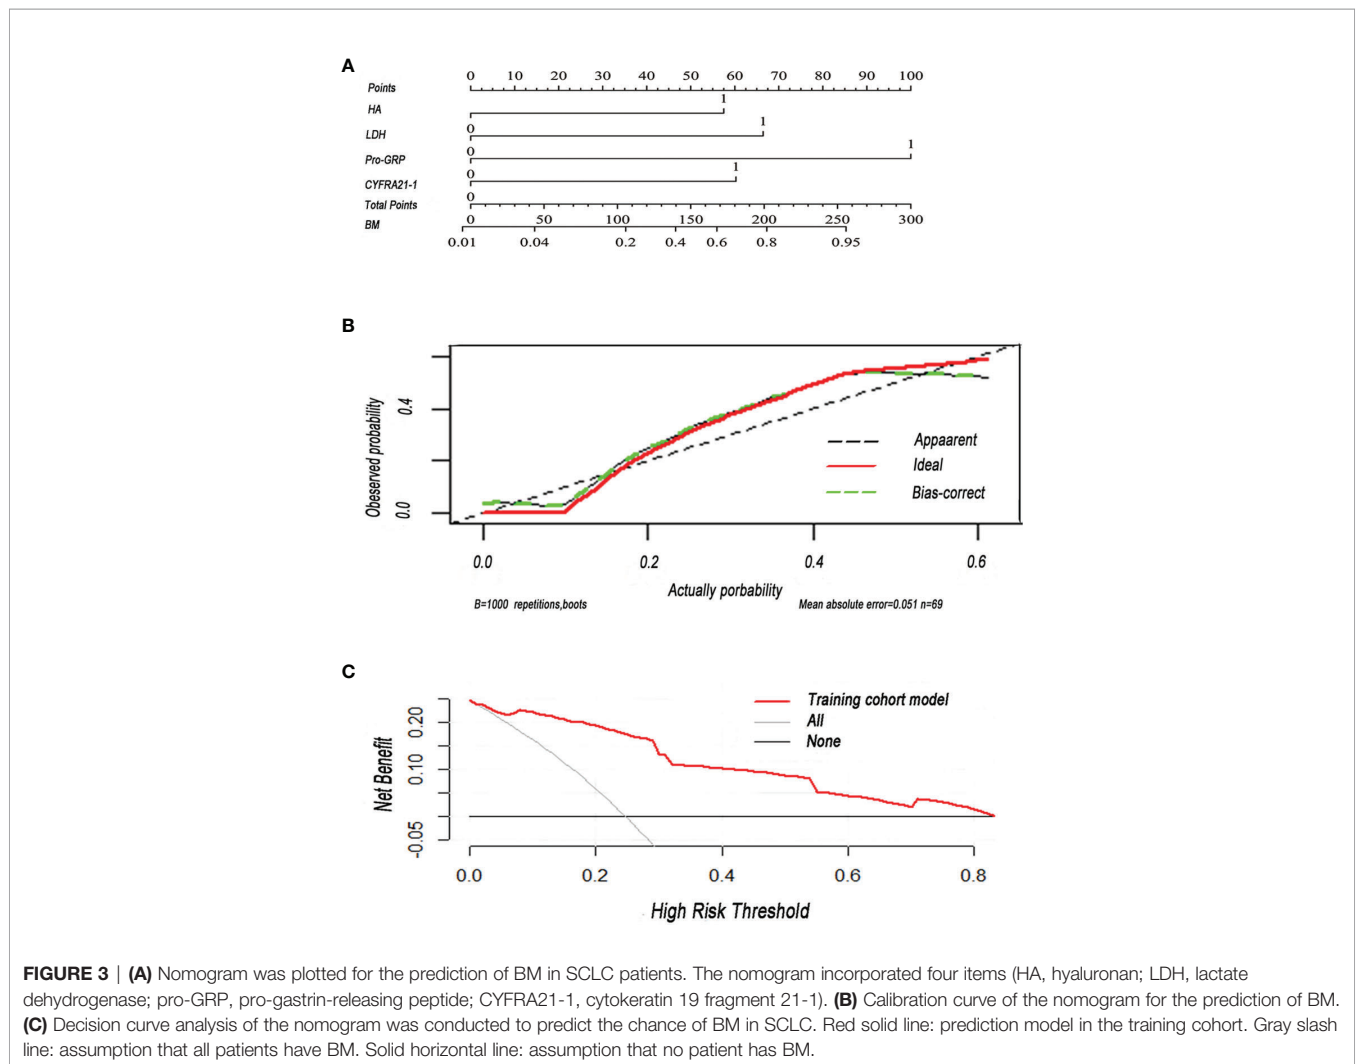 A
0 10 20 30 40 50 60 70 80 90 100
Points
1
HA
0 1
LDH
0 1
Pro-GRP
0 1
CYFRA21-1
0
Total Points
0 50 100 150 200 250 300
BM
0.01 0.04 0.2 0.4 0.6 0.8 0.95
B
Obeserved probability
0.4
0.0
Appaarent
Ideal
Bias-correct
0.0 0.2 0.4 0.6
Actually porbability
B=1000 repetitions,boots Mean absolute error=0.051 n=69
C
Net Benefit
0.20
0.10
-0.05
Training cohort model
All
None
0.0 0.2 0.4 0.6 0.8
High Risk Threshold
FIGURE 3 | (A) Nomogram was plotted for the prediction of BM in SCLC patients. The nomogram incorporated four items (HA, hyaluronan; LDH, lactate
dehydrogenase; pro-GRP, pro-gastrin-releasing peptide; CYFRA21-1, cytokeratin 19 fragment 21-1). (B) Calibration curve of the nomogram for the prediction of BM.
(C) Decision curve analysis of the nomogram was conducted to predict the chance of BM in SCLC. Red solid line: prediction model in the training cohort. Gray slash
line: assumption that all patients have BM. Solid horizontal line: assumption that no patient has BM.